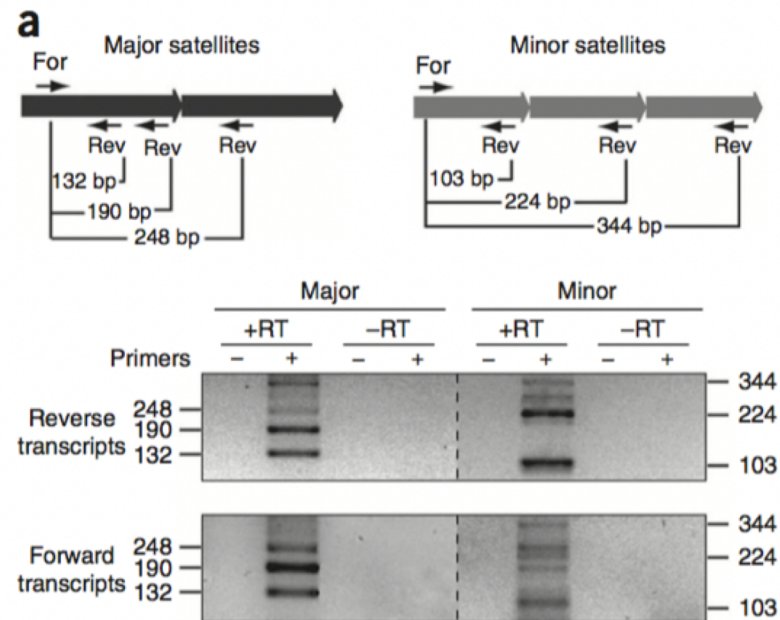 a
Major satellites
For
Rev Rev Rev
132 bp
190 bp
248 bp
Minor satellites
For
Rev Rev Rev
103 bp
224 bp
344 bp
Major Minor
+RT –RT +RT –RT
Primers – + – + – + – +
Reverse transcripts
248
190
132
344
224
103
Forward transcripts
248
190
132
344
224
103